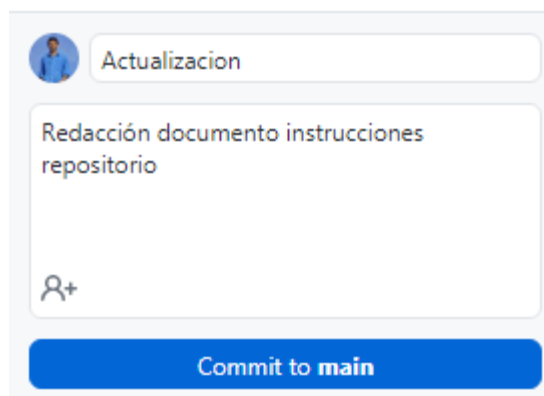 Actualizacion
Redacción documento instrucciones
repositorio
Commit to main